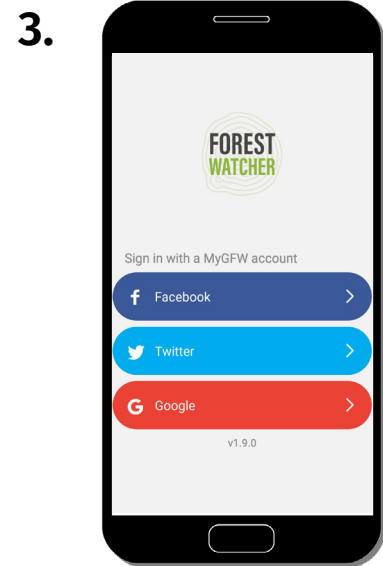 3.
FOREST
WATCHER
Sign in with a MyGFW account
Facebook
Twitter
Google
v1.9.0